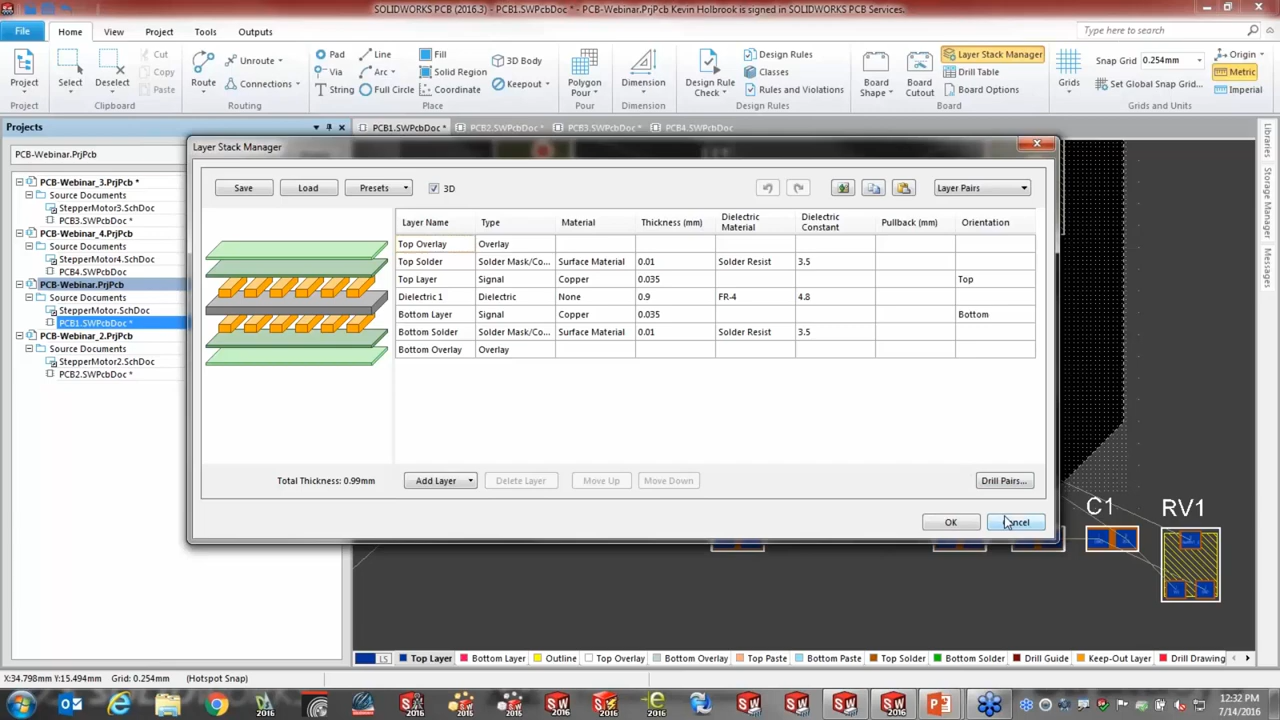 SOLIDWORKS PCB (2016.3) - PCB1.SWPcbDoc * - PCB-Webinar.PrjPcb Kevin Holbrook is signed in SOLIDWORKS PCB Services.
File Home View Project Tools Outputs
Type here to search
Project Select Deselect Cut Copy Paste Route Unroute Connections Pad Via String Line Arc Full Circle Fill Solid Region Coordinate 3D Body Keepout Polygon Pour Dimension Design Rule Check Design Rules Classes Rules and Violations Board Shape Board Cutout Layer Stack Manager Drill Table Board Options Grids Snap Grid 0.254mm Set Global Snap Grid... Origin Metric Imperial
Project Clipboard Routing Place Pour Dimension Design Rules Board Grids and Units
Projects
PCB1.SWPcbDoc * PCB2.SWPcbDoc * PCB3.SWPcbDoc * PCB4.SWPcbDoc
PCB-Webinar.PrjPcb
PCB-Webinar_3.PrjPcb *
Source Documents
StepperMotor3.SchDoc
PCB3.SWPcbDoc *
PCB-Webinar_4.PrjPcb
Source Documents
StepperMotor4.SchDoc
PCB4.SWPcbDoc
PCB-Webinar.PrjPcb
Source Documents
StepperMotor.SchDoc
PCB1.SWPcbDoc *
PCB-Webinar_2.PrjPcb
Source Documents
StepperMotor2.SchDoc
PCB2.SWPcbDoc *
Layer Stack Manager
Save Load Presets 3D Layer Pairs
Layer Name Type Material Thickness (mm) Dielectric Material Dielectric Constant Pullback (mm) Orientation
Top Overlay Overlay
Top Solder Solder Mask/Co... Surface Material 0.01 Solder Resist 3.5
Top Layer Signal Copper 0.035 Top
Dielectric 1 Dielectric None 0.9 FR-4 4.8
Bottom Layer Signal Copper 0.035 Bottom
Bottom Solder Solder Mask/Co... Surface Material 0.01 Solder Resist 3.5
Bottom Overlay Overlay
Total Thickness: 0.99mm Add Layer Delete Layer Move Up Move Down Drill Pairs...
OK Cancel
Libraries
Storage Manager
Messages
C1 RV1
LS Top Layer Bottom Layer Outline Top Overlay Bottom Overlay Top Paste Bottom Paste Top Solder Bottom Solder Drill Guide Keep-Out Layer Drill Drawing
X:34.798mm Y:15.494mm Grid: 0.254mm (Hotspot Snap)
2016 2016 2016 2016 2016 2016 2016
12:32 PM
7/14/2016